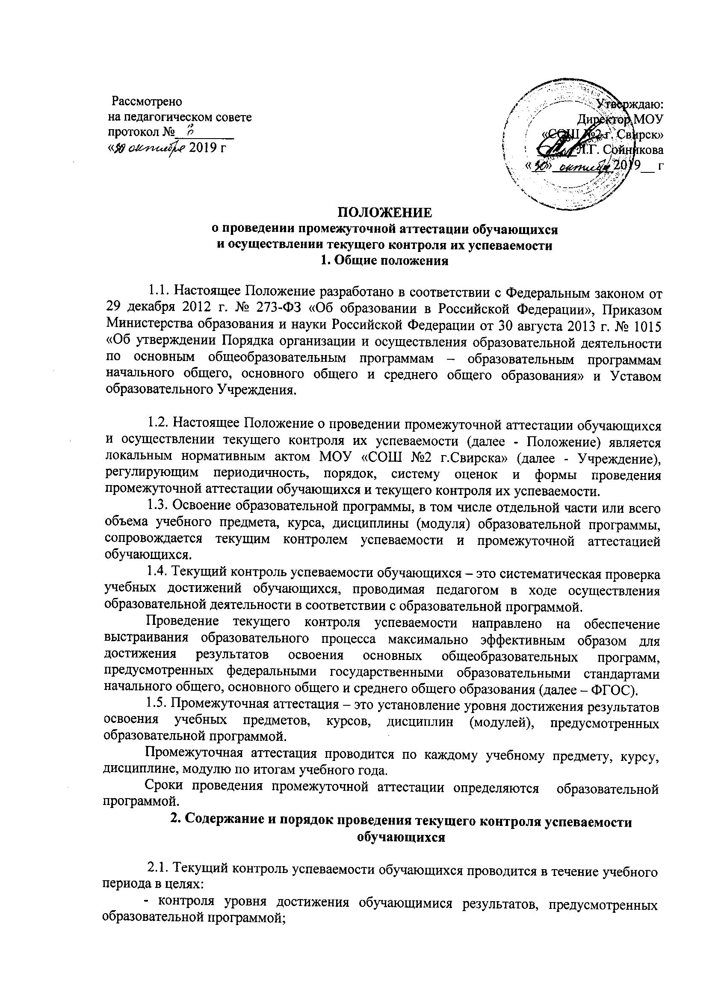 Рассмотрено
на педагогическом совете
протокол №
«30 октября 2019 г
Утверждаю:
Директор МОУ
«СОШ №2 г. Свирск»
Л.Г. Сойникова
«30» октября 2019__ г
ПОЛОЖЕНИЕ
о проведении промежуточной аттестации обучающихся
и осуществлении текущего контроля их успеваемости
1. Общие положения
1.1. Настоящее Положение разработано в соответствии с Федеральным законом от
29 декабря 2012 г. № 273-ФЗ «Об образовании в Российской Федерации», Приказом
Министерства образования и науки Российской Федерации от 30 августа 2013 г. № 1015
«Об утверждении Порядка организации и осуществления образовательной деятельности
по основным общеобразовательным программам – образовательным программам
начального общего, основного общего и среднего общего образования» и Уставом
образовательного Учреждения.
1.2. Настоящее Положение о проведении промежуточной аттестации обучающихся
и осуществлении текущего контроля их успеваемости (далее - Положение) является
локальным нормативным актом МОУ «СОШ №2 г.Свирска» (далее - Учреждение),
регулирующим периодичность, порядок, систему оценок и формы проведения
промежуточной аттестации обучающихся и текущего контроля их успеваемости.
1.3. Освоение образовательной программы, в том числе отдельной части или всего
объема учебного предмета, курса, дисциплины (модуля) образовательной программы,
сопровождается текущим контролем успеваемости и промежуточной аттестацией
обучающихся.
1.4. Текущий контроль успеваемости обучающихся – это систематическая проверка
учебных достижений обучающихся, проводимая педагогом в ходе осуществления
образовательной деятельности в соответствии с образовательной программой.
Проведение текущего контроля успеваемости направлено на обеспечение
выстраивания образовательного процесса максимально эффективным образом для
достижения результатов освоения основных общеобразовательных программ,
предусмотренных федеральными государственными образовательными стандартами
начального общего, основного общего и среднего общего образования (далее – ФГОС).
1.5. Промежуточная аттестация – это установление уровня достижения результатов
освоения учебных предметов, курсов, дисциплин (модулей), предусмотренных
образовательной программой.
Промежуточная аттестация проводится по каждому учебному предмету, курсу,
дисциплине, модулю по итогам учебного года.
Сроки проведения промежуточной аттестации определяются образовательной
программой.
2. Содержание и порядок проведения текущего контроля успеваемости
обучающихся
2.1. Текущий контроль успеваемости обучающихся проводится в течение учебного
периода в целях:
- контроля уровня достижения обучающимися результатов, предусмотренных
образовательной программой;